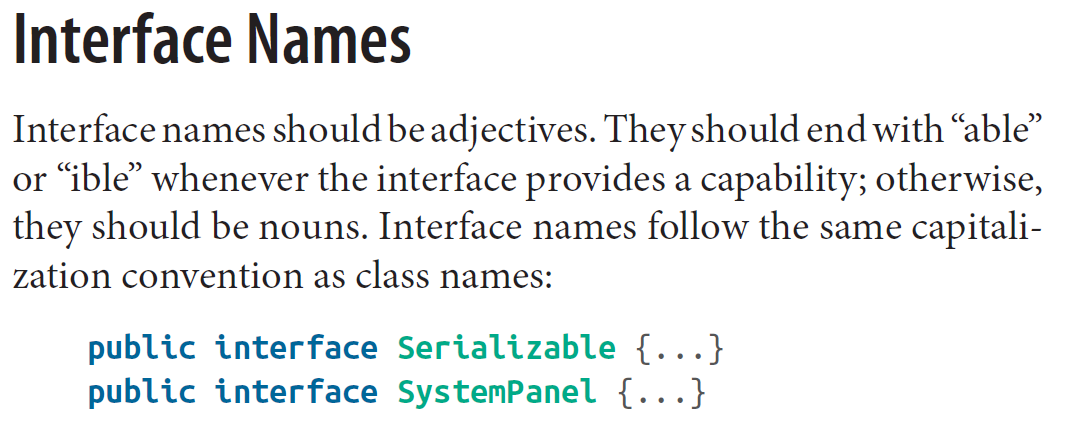 Interface Names
Interface names should be adjectives. They should end with “able”
or “ible” whenever the interface provides a capability; otherwise,
they should be nouns. Interface names follow the same capitali-
zation convention as class names:
public interface Serializable {...}
public interface SystemPanel {...}